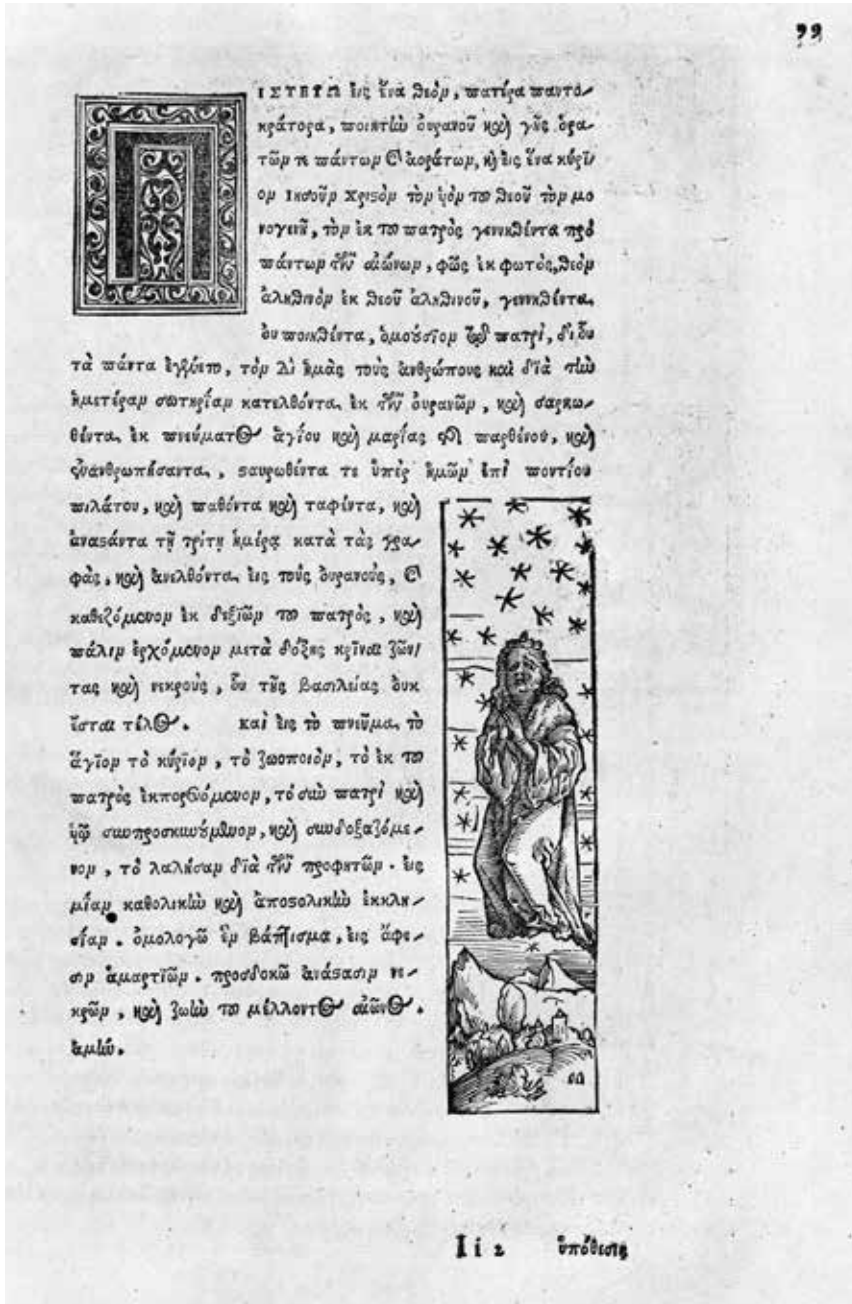 99
ΠΙΣΤΕΥΩ εἰς ἕνα θεὸν, πατέρα παντο-
κράτορα, ποιητὴν οὐρανοῦ καὶ γῆς ὁρα-
τῶν τε πάντων καὶ ἀοράτων, καὶ εἰς ἕνα κύρι-
ον Ἰησοῦν Χριστὸν τὸν ὑὸν τοῦ θεοῦ τὸν μο
νογενῆ, τὸν ἐκ τοῦ πατρὸς γεννηθέντα πρὸ
πάντων τῶν αἰώνων, φῶς ἐκ φωτὸς, θεὸν
ἀληθινὸν ἐκ θεοῦ ἀληθινοῦ, γεννηθέντα
οὐ ποιηθέντα, ὁμούσιον τῷ πατρὶ, δι οὗ
τὰ πάντα ἐγένετο, τὸν δι ἡμᾶς τοὺς ἀνθρώπους καὶ διὰ τὴν
ἡμετέραν σωτηρίαν κατελθόντα ἐκ τῶν οὐρανῶν, καὶ σαρκω-
θέντα ἐκ πνεύματος ἁγίου καὶ μαρίας τῆς παρθένου, καὶ
ἐνανθρωπήσαντα, σταυρωθέντα τε ὑπὲρ ἡμῶν ἐπὶ ποντίου
πιλάτου, καὶ παθόντα καὶ ταφέντα, καὶ
ἀναστάντα τῇ τρίτῃ ἡμέρᾳ κατὰ τὰς γρα-
φὰς, καὶ ἀνελθόντα εἰς τοὺς οὐρανοὺς, καὶ
καθεζόμενον ἐκ δεξιῶν τοῦ πατρὸς, καὶ
πάλιν ἐρχόμενον μετὰ δόξης κρῖναι ζῶν-
τας καὶ νεκροὺς, οὗ τῆς βασιλείας οὐκ
ἔσται τέλος. καὶ εἰς τὸ πνεῦμα τὸ
ἅγιον τὸ κύριον, τὸ ζωοποιὸν, τὸ ἐκ τοῦ
πατρὸς ἐκπορευόμενον, τὸ σὺν πατρὶ καὶ
ὑῷ συμπροσκυνούμενον, καὶ συνδοξαζόμε-
νον, τὸ λαλῆσαν διὰ τῶν προφητῶν. εἰς
μίαν καθολικὴν καὶ ἀποστολικὴν ἐκκλη-
σίαν. ὁμολογῶ ἓν βάπτισμα, εἰς ἄφε-
σιν ἁμαρτιῶν. προσδοκῶ ἀνάστασιν νε-
κρῶν, καὶ ζωὴν τοῦ μέλλοντος αἰῶνος.
ἀμήν.
Ii 2 ὑπόθεσις